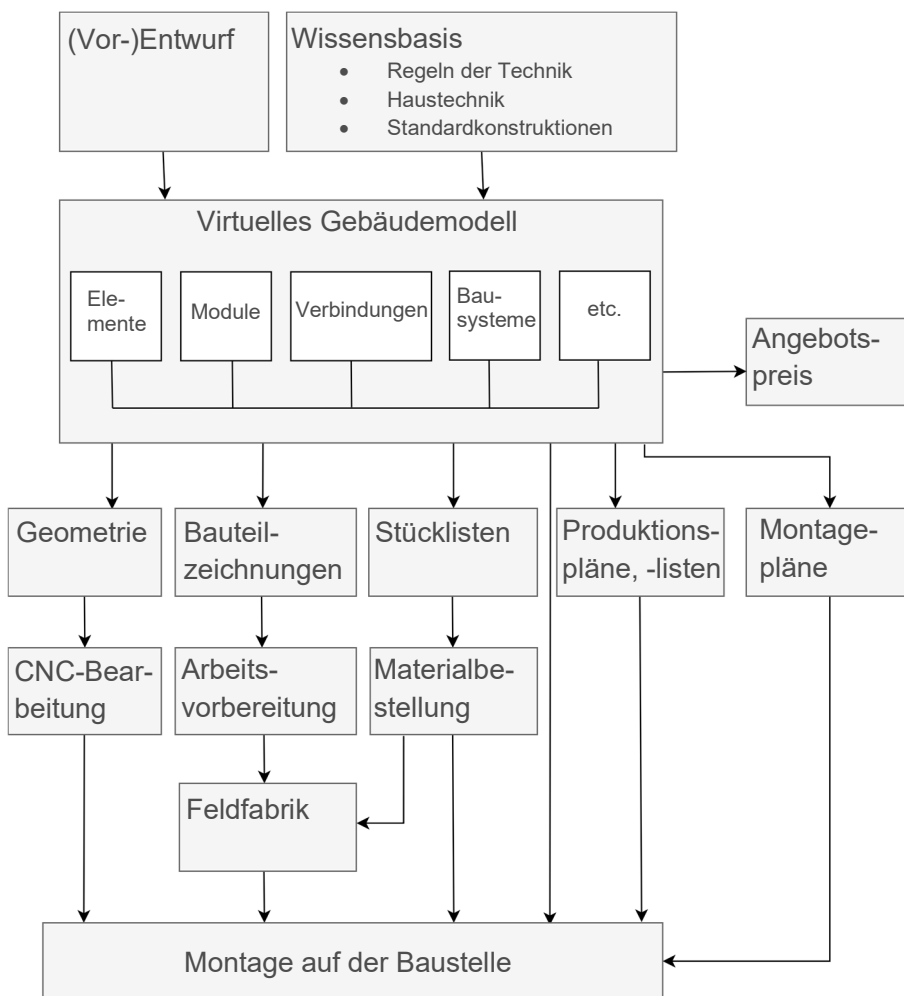 (Vor-)Entwurf
Wissensbasis
• Regeln der Technik
• Haustechnik
• Standardkonstruktionen
Virtuelles Gebäudemodell
Ele-
mente
Module
Verbindungen
Bau-
systeme
etc.
Angebots-
preis
Geometrie
Bauteil-
zeichnungen
Stücklisten
Produktions-
pläne, -listen
Montage-
pläne
CNC-Bear-
beitung
Arbeits-
vorbereitung
Materialbe-
stellung
Feldfabrik
Montage auf der Baustelle